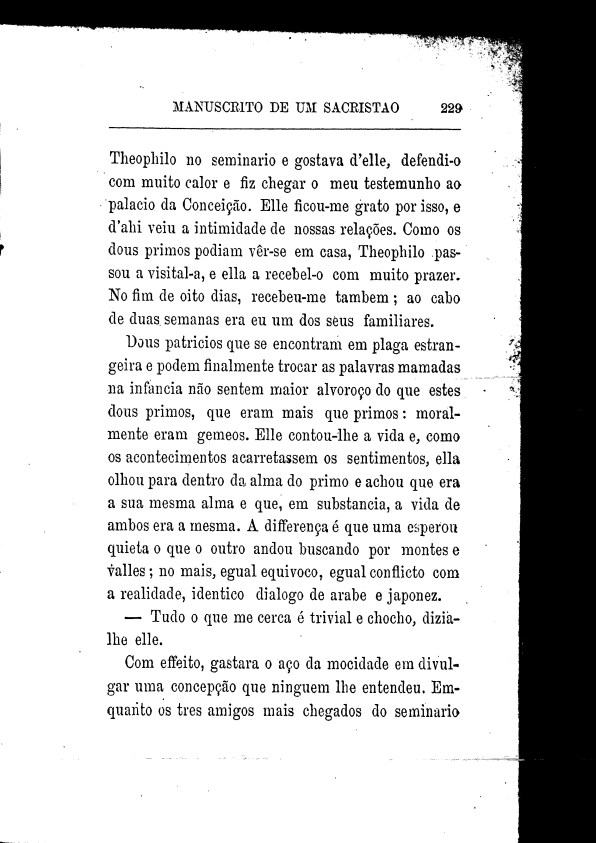 MANUSCRITO DE UM SACRISTAO 229
Theophilo no seminario e gostava d'elle, defendi-o
com muito calor e fiz chegar o meu testemunho ao
palacio da Conceição. Elle ficou-me grato por isso, e
d'ahi veiu a intimidade de nossas relações. Como os
dous primos podiam vêr-se em casa, Theophilo pas-
sou a visital-a, e ella a recebel-o com muito prazer.
No fim de oito dias, recebeu-me tambem ; ao cabo
de duas semanas era eu um dos seus familiares.
Dous patricios que se encontram em plaga estran-
geira e podem finalmente trocar as palavras mamadas
na infancia não sentem maior alvoroço do que estes
dous primos, que eram mais que primos : moral-
mente eram gemeos. Elle contou-lhe a vida e, como
os acontecimentos acarretassem os sentimentos, ella
olhou para dentro da alma do primo e achou que era
a sua mesma alma e que, em substancia, a vida de
ambos era a mesma. A differença é que uma esperou
quieta o que o outro andou buscando por montes e
valles ; no mais, egual equivoco, egual conflicto com
a realidade, identico dialogo de arabe e japonez.
— Tudo o que me cerca é trivial e chocho, dizia-
lhe elle.
Com effeito, gastara o aço da mocidade em divul-
gar uma concepção que ninguem lhe entendeu. Em-
quanto os tres amigos mais chegados do seminario